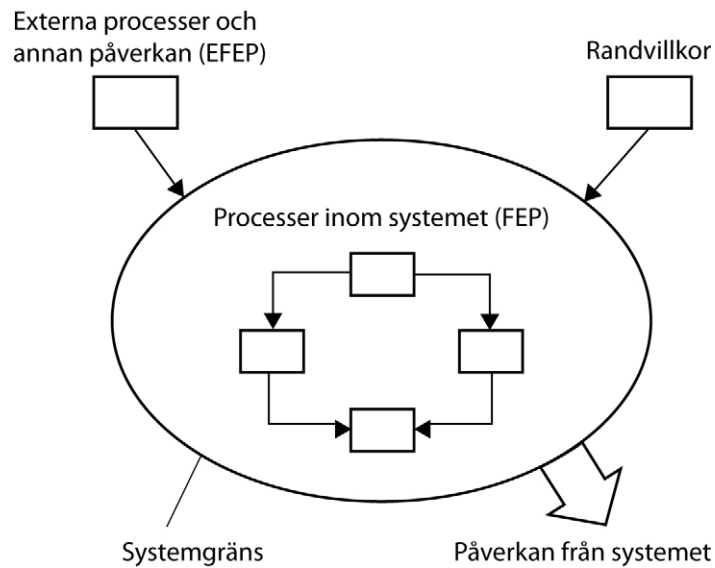 Externa processer och
annan påverkan (EFEP)
Randvillkor
Processer inom systemet (FEP)
Systemgräns
Påverkan från systemet